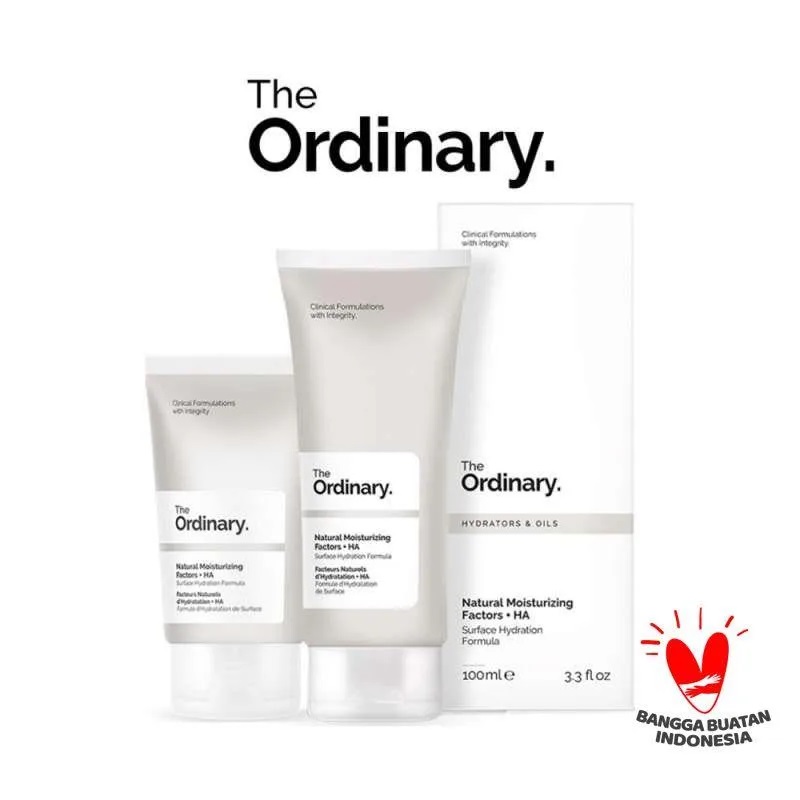 The
Ordinary.
Clinical Formulations
with Integrity.
The
Ordinary.
Natural Moisturizing
Factors + HA
Surface Hydration Formula
Facteurs Naturels
d'Hydratation + HA
Formule d'Hydratation de Surface
Clinical Formulations
with Integrity.
The
Ordinary.
Natural Moisturizing
Factors + HA
Surface Hydration Formula
Facteurs Naturels
d'Hydratation + HA
Formule d'Hydratation
de Surface
Clinical Formulations
with Integrity.
The
Ordinary.
HYDRATORS & OILS
Natural Moisturizing
Factors + HA
Surface Hydration
Formula
100ml e 3.3 fl oz
BANGGA BUATAN
INDONESIA